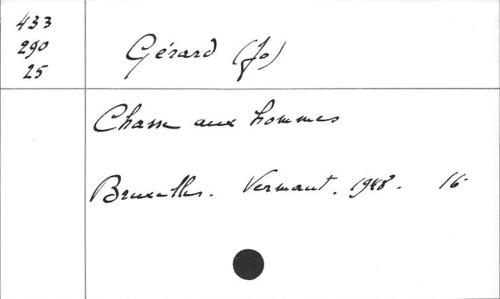 433
290
25
Gérard (Jo)
Chasse aux hommes
Bruxelles. Vermaut. 1948. 16-